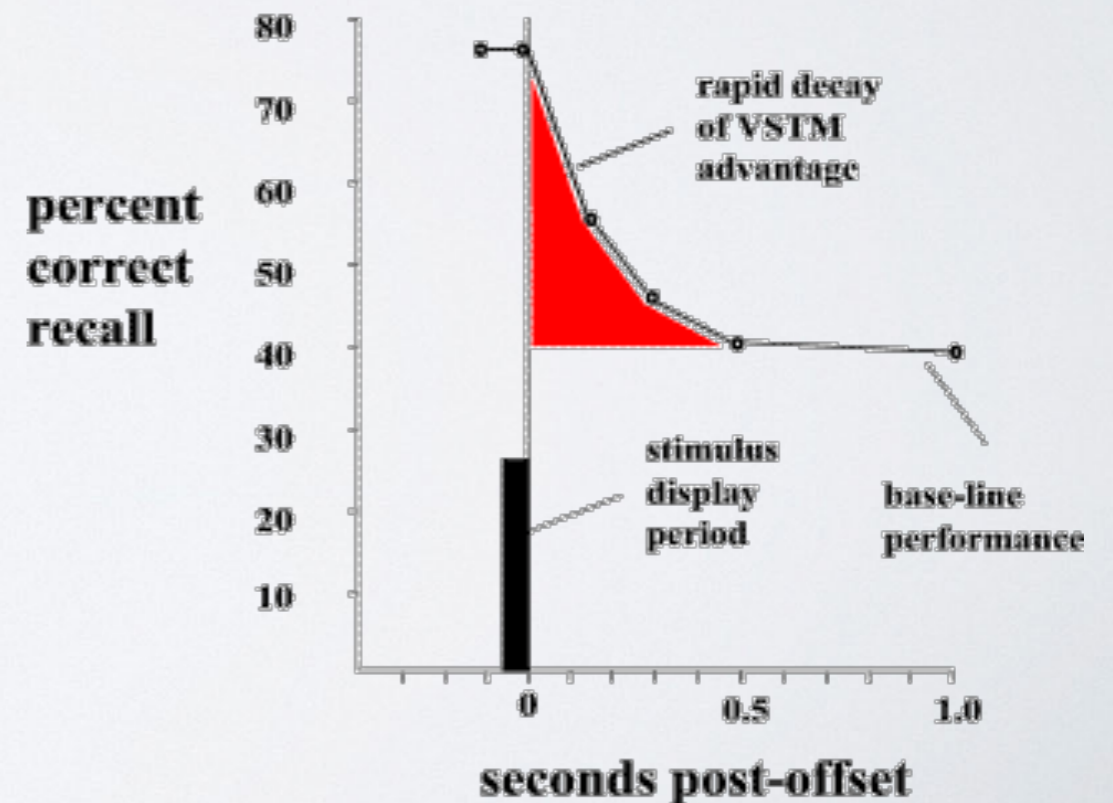 80
70
60
50
40
30
20
10
percent
correct
recall
rapid decay
of VSTM
advantage
stimulus
display
period
base-line
performance
0
0.5
1.0
seconds post-offset